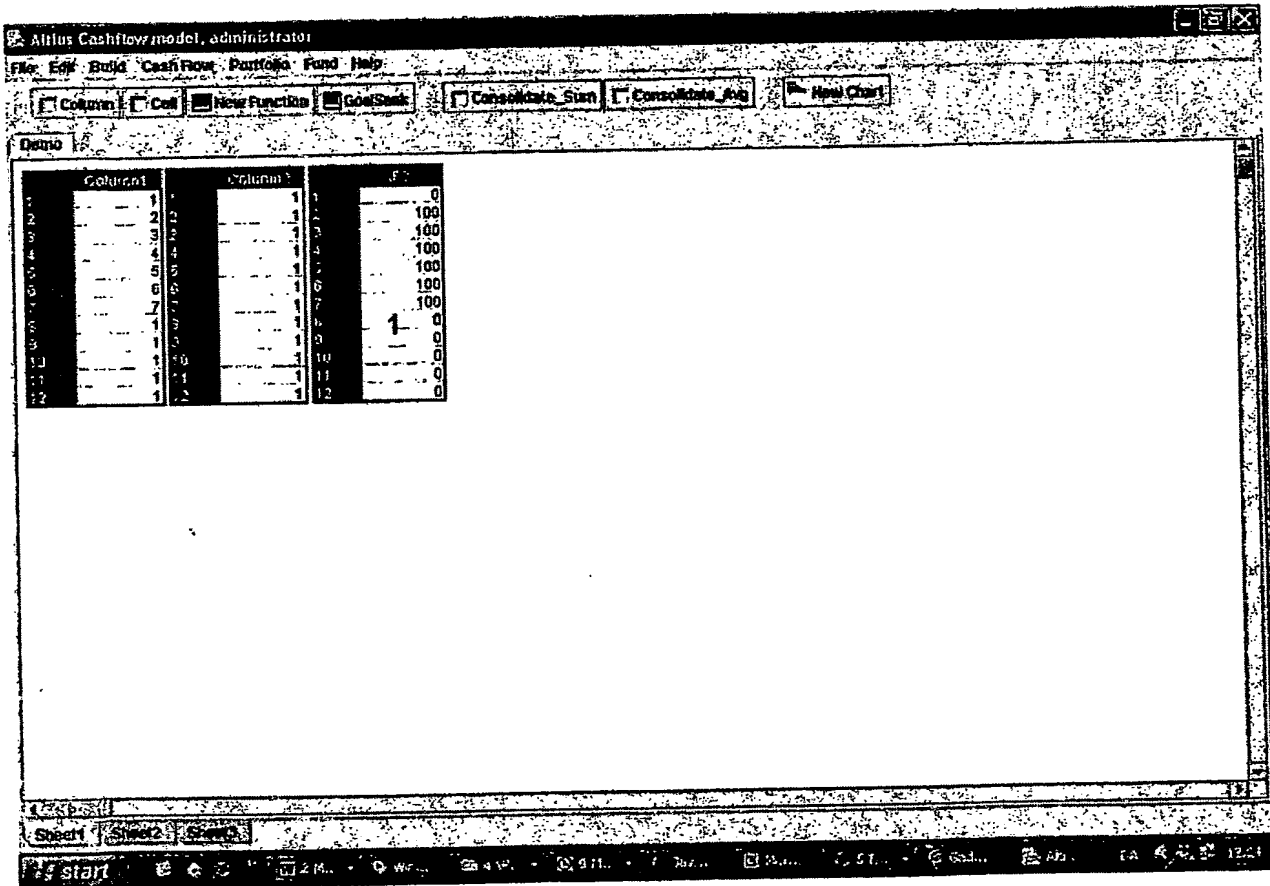 Altius Cashflow model, administrator
File Edit Build Cash Flow Portfolio Fund Help
Column Cell New Function GoalSeek Consolidate_Sum Consolidate_Avg New Chart
Demo
Column1
1 1 1 1 0
2 2 2 1 2 100
3 3 3 1 3 100
4 4 4 1 4 100
5 5 5 1 5 100
6 6 6 1 6 100
7 7 7 1 7 100
8 1 8 1 8 1 0
9 1 9 1 9 0
10 1 10 1 10 0
11 1 11 1 11 0
12 1 12 1 12 0
Sheet1 Sheet2 Sheet3
start